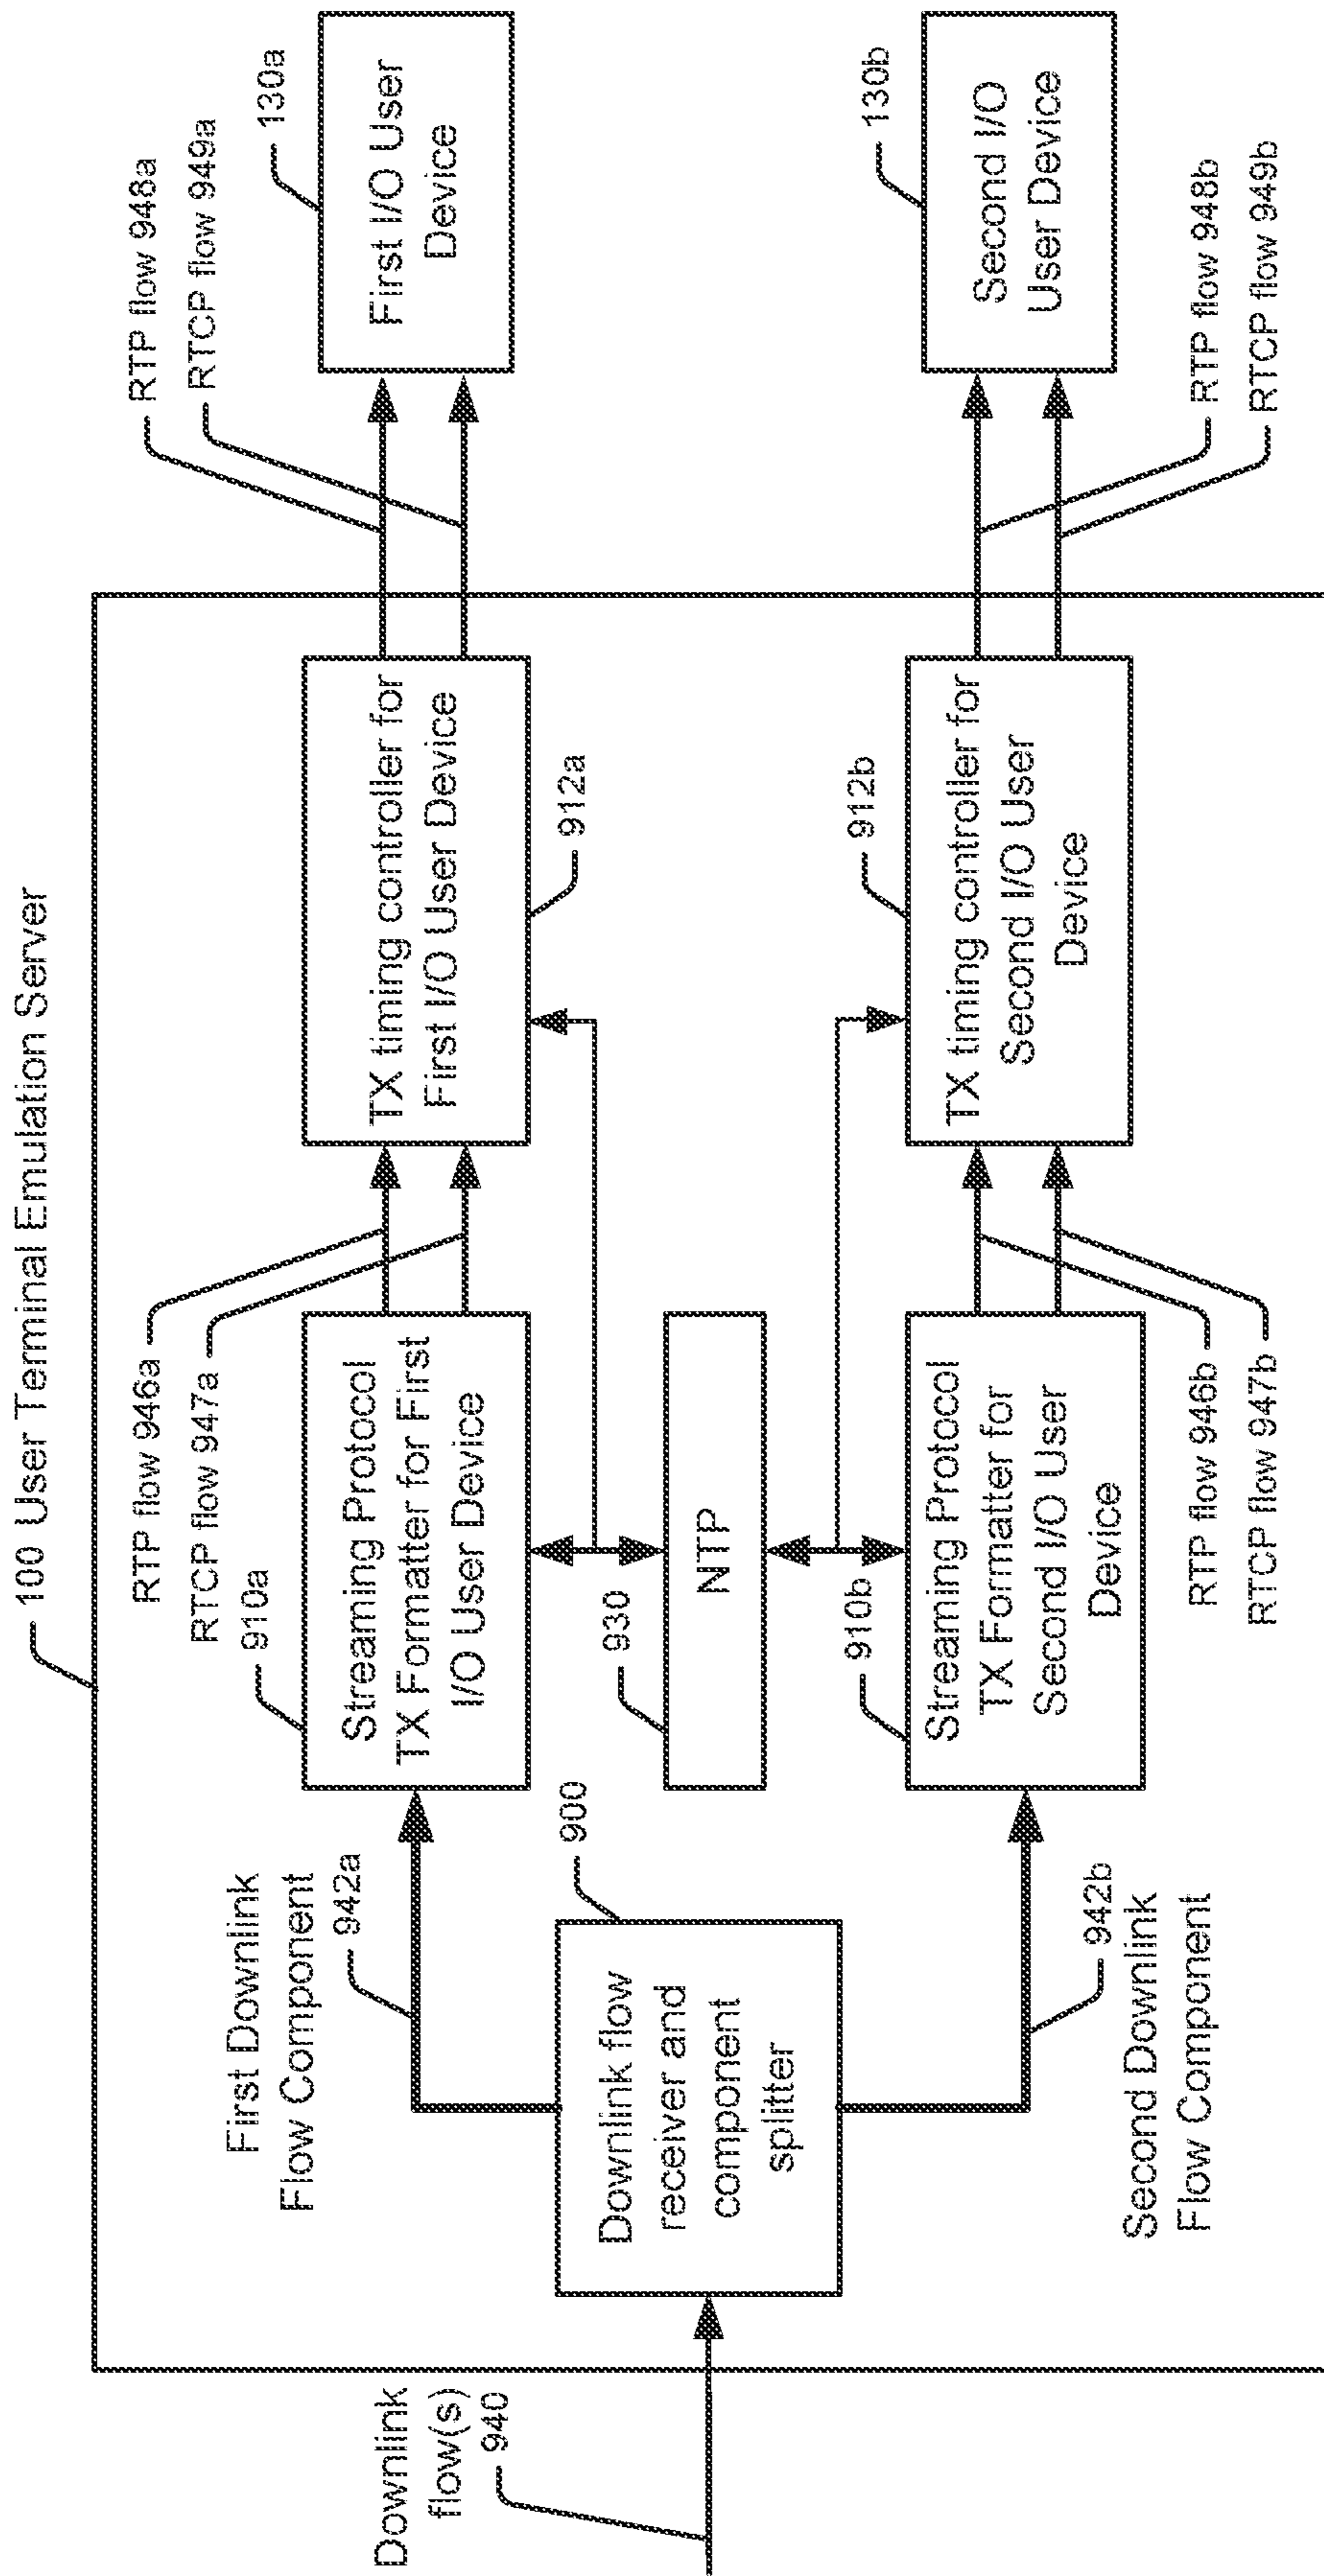 100 User Terminal Emulation Server
Downlink
flow(s)
940
First Downlink
Flow Component
942a
Downlink flow
receiver and
component
splitter
900
942b
Second Downlink
Flow Component
RTP flow 946a
RTCP flow 947a
910a
Streaming Protocol
TX Formatter for First
I/O User Device
930
NTP
910b
Streaming Protocol
TX Formatter for
Second I/O User
Device
RTP flow 946b
RTCP flow 947b
TX timing controller for
First I/O User Device
912a
912b
TX timing controller for
Second I/O User
Device
RTP flow 948a
RTCP flow 949a
130a
First I/O User
Device
130b
Second I/O
User Device
RTP flow 948b
RTCP flow 949b